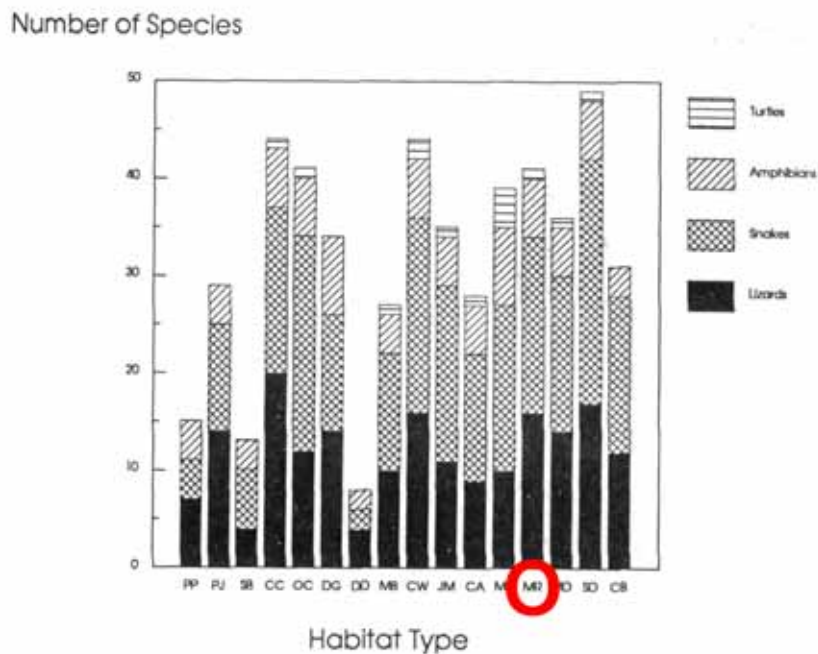 Number of Species
50
40
30
20
10
0
Turtles
Amphibians
Snakes
Lizards
PP PJ SB CC OC DG DO MB CW JM CA MR SD CB
Habitat Type